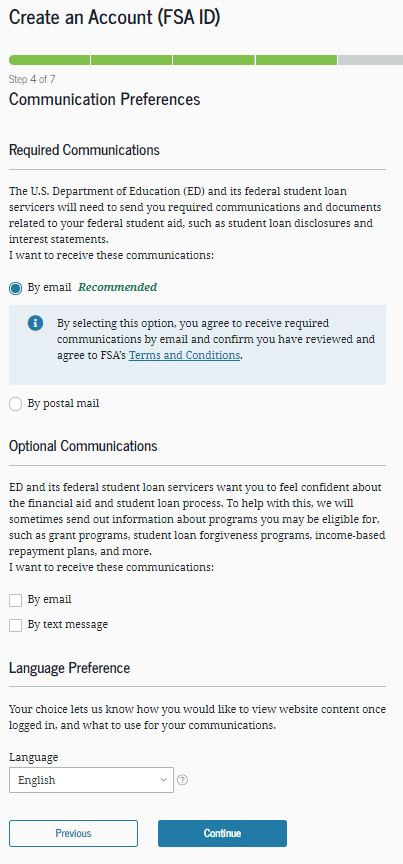 Create an Account (FSA ID)
Step 4 of 7
Communication Preferences
Required Communications
The U.S. Department of Education (ED) and its federal student loan
servicers will need to send you required communications and documents
related to your federal student aid, such as student loan disclosures and
interest statements.
I want to receive these communications:
By email Recommended
By selecting this option, you agree to receive required
communications by email and confirm you have reviewed and
agree to FSA's Terms and Conditions.
By postal mail
Optional Communications
ED and its federal student loan servicers want you to feel confident about
the financial aid and student loan process. To help with this, we will
sometimes send out information about programs you may be eligible for,
such as grant programs, student loan forgiveness programs, income-based
repayment plans, and more.
I want to receive these communications:
By email
By text message
Language Preference
Your choice lets us know how you would like to view website content once
logged in, and what to use for your communications.
Language
English
Previous Continue